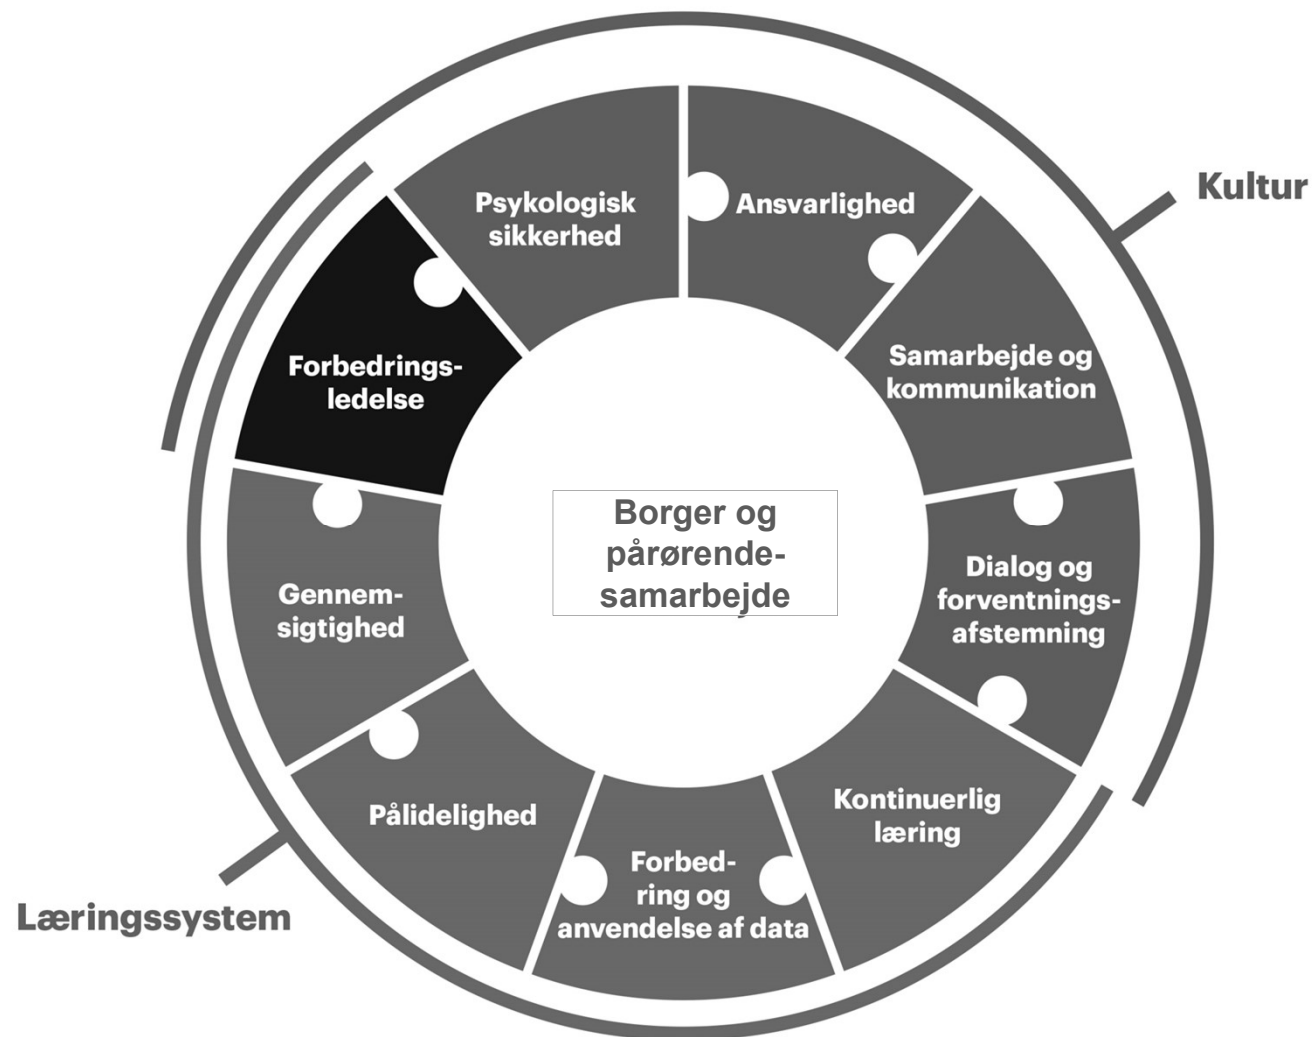 Kultur
Psykologisk
sikkerhed
Ansvarlighed
Samarbejde og
kommunikation
Dialog og
forventnings-
afstemning
Kontinuerlig
læring
Forbed-
ring og
anvendelse af data
Pålidelighed
Gennem-
sigtighed
Forbedrings-
ledelse
Borger og
pårørende-
samarbejde
Læringssystem